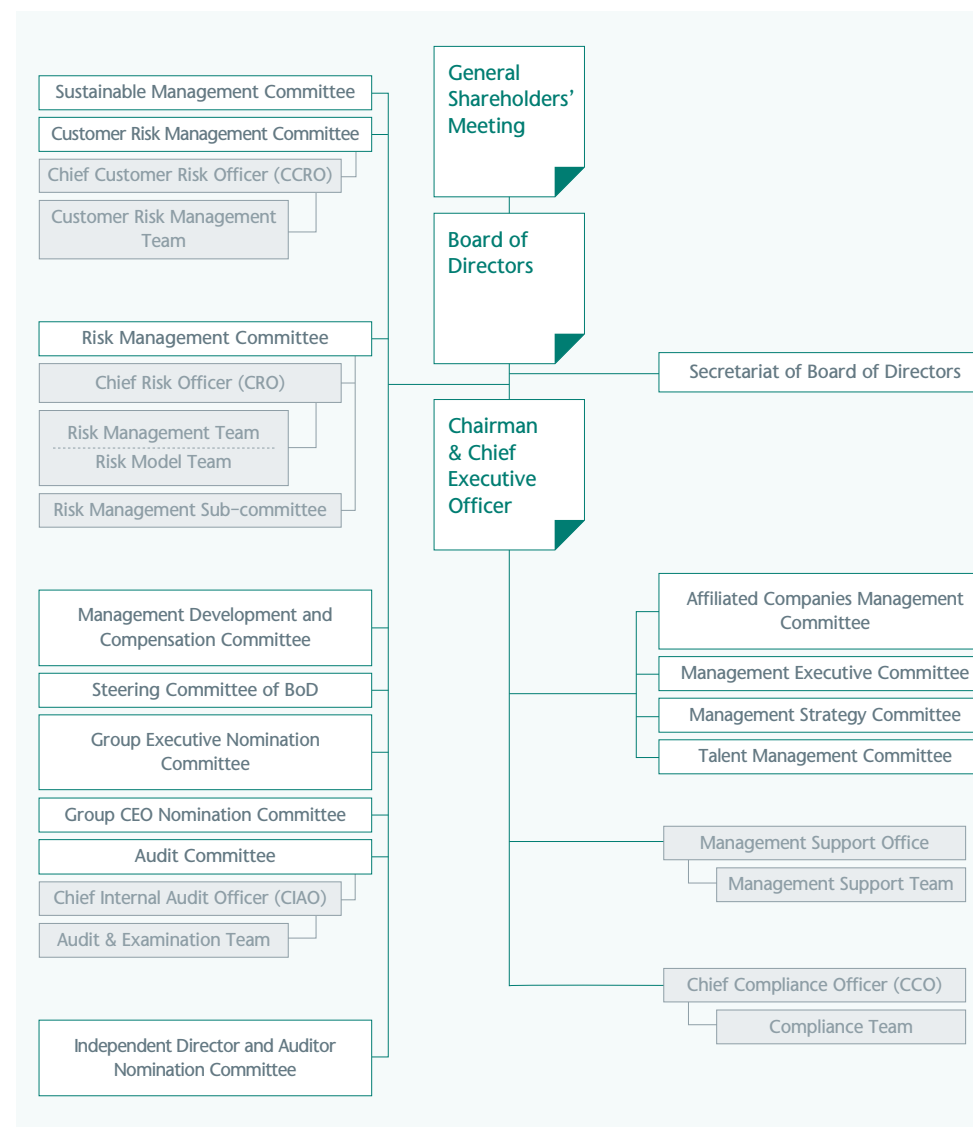 General
Shareholders’
Meeting
Board of
Directors
Chairman
& Chief
Executive
Officer
Sustainable Management Committee
Customer Risk Management Committee
Chief Customer Risk Officer (CCRO)
Customer Risk Management
Team
Risk Management Committee
Chief Risk Officer (CRO)
Risk Management Team
Risk Model Team
Risk Management Sub-committee
Management Development and
Compensation Committee
Steering Committee of BoD
Group Executive Nomination
Committee
Group CEO Nomination Committee
Audit Committee
Chief Internal Audit Officer (CIAO)
Audit & Examination Team
Independent Director and Auditor
Nomination Committee
Secretariat of Board of Directors
Affiliated Companies Management
Committee
Management Executive Committee
Management Strategy Committee
Talent Management Committee
Management Support Office
Management Support Team
Chief Compliance Officer (CCO)
Compliance Team